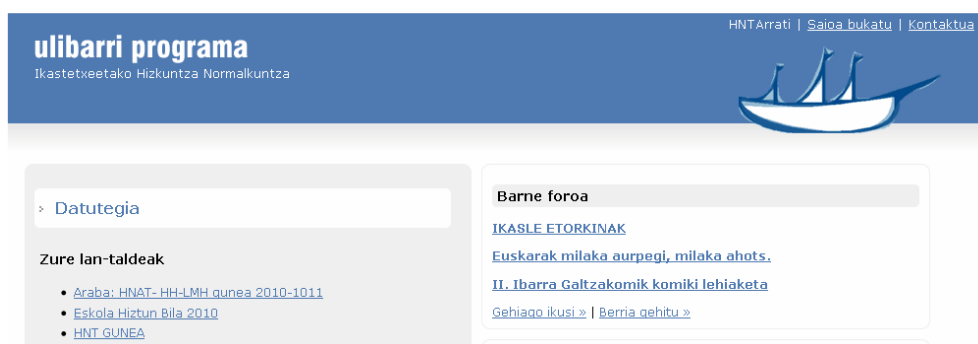 HNTArrati | Saioa bukatu | Kontaktua
ulibarri programa
Ikastetxeetako Hizkuntza Normalkuntza
Datutegia
Zure lan-taldeak
Araba: HNAT- HH-LMH gunea 2010-1011
Eskola Hiztun Bila 2010
HNT GUNEA
Barne foroa
IKASLE ETORKINAK
Euskarak milaka aurpegi, milaka ahots.
II. Ibarra Galtzakomik komiki lehiaketa
Gehiago ikusi » | Berria gehitu »